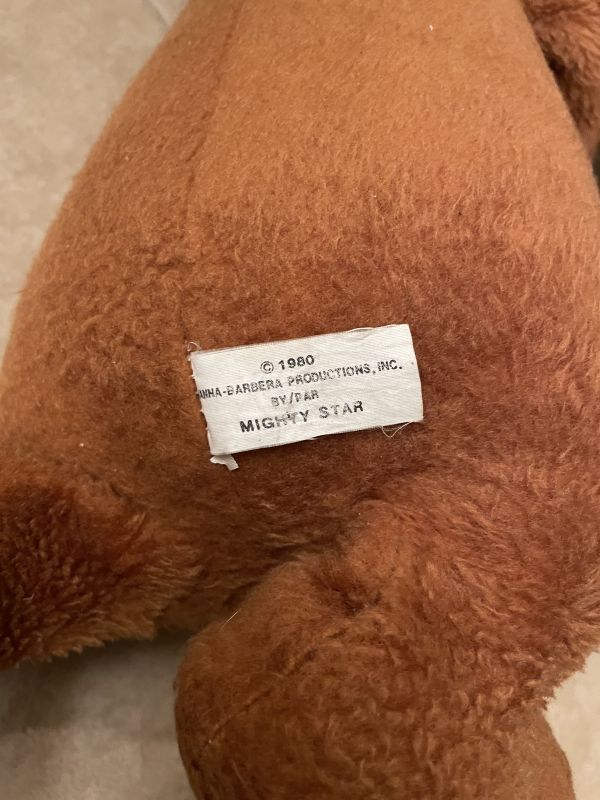 © 1980
ANNA-BARBERA PRODUCTIONS, INC.
BY/PAR
MIGHTY STAR